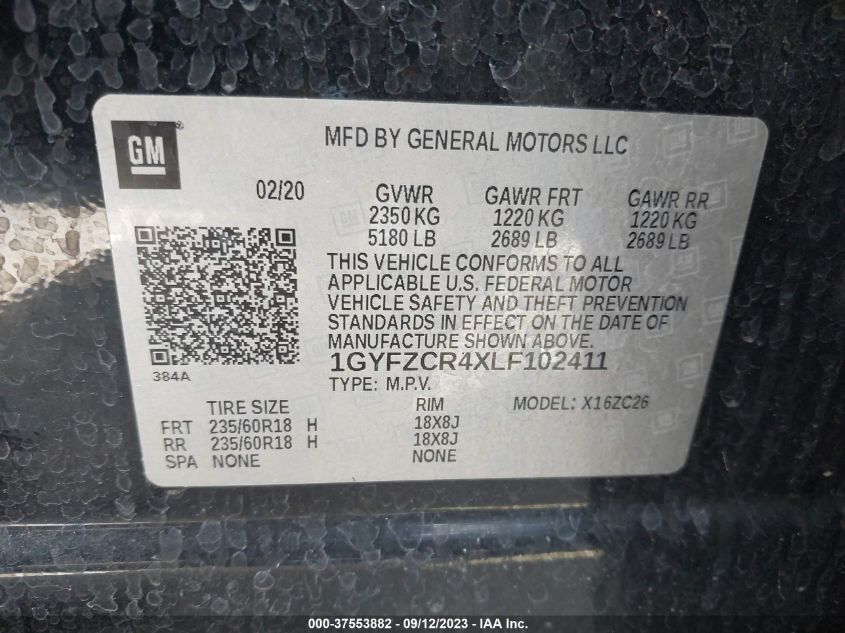 GM
MFD BY GENERAL MOTORS LLC
02/20 GVWR GAWR FRT GAWR RR
2350 KG 1220 KG 1220 KG
5180 LB 2689 LB 2689 LB
THIS VEHICLE CONFORMS TO ALL
APPLICABLE U.S. FEDERAL MOTOR
VEHICLE SAFETY AND THEFT PREVENTION
STANDARDS IN EFFECT ON THE DATE OF
MANUFACTURE SHOWN ABOVE.
384A
1GYFZCR4XLF102411
TYPE: M.P.V.
TIRE SIZE RIM MODEL: X16ZC26
FRT 235/60R18 H 18X8J
RR 235/60R18 H 18X8J
SPA NONE NONE
000-37553882 - 09/12/2023 - IAA Inc.